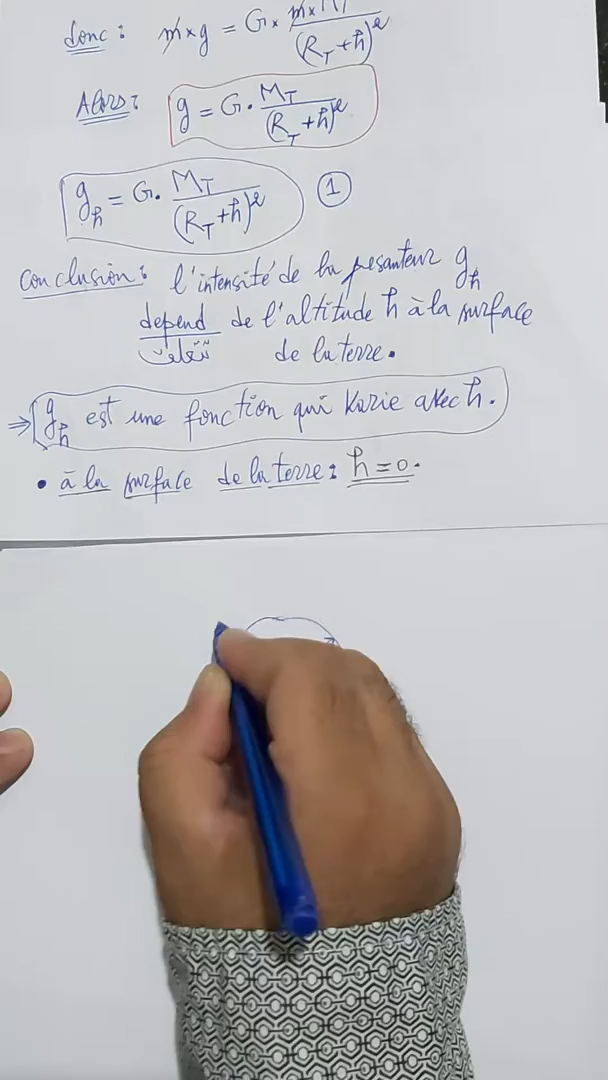 donc : m × g = G × m × MT / (RT + h)²
Alors : g = G . MT / (RT + h)²
gh = G . MT / (RT + h)² ①
Conclusion : l'intensité de la pesanteur gh
depend de l'altitude h à la surface
تتعلق de la terre .
⇒ gh est une fonction qui varie avec h .
• à la surface de la terre : h = 0 .